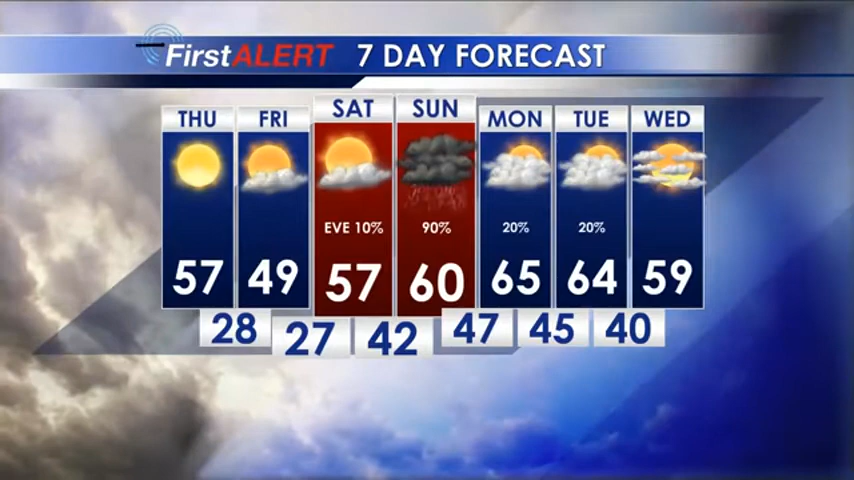 FirstALERT 7 DAY FORECAST
THU FRI SAT SUN MON TUE WED
EVE 10% 90% 20% 20%
57 49 57 60 65 64 59
28 27 42 47 45 40